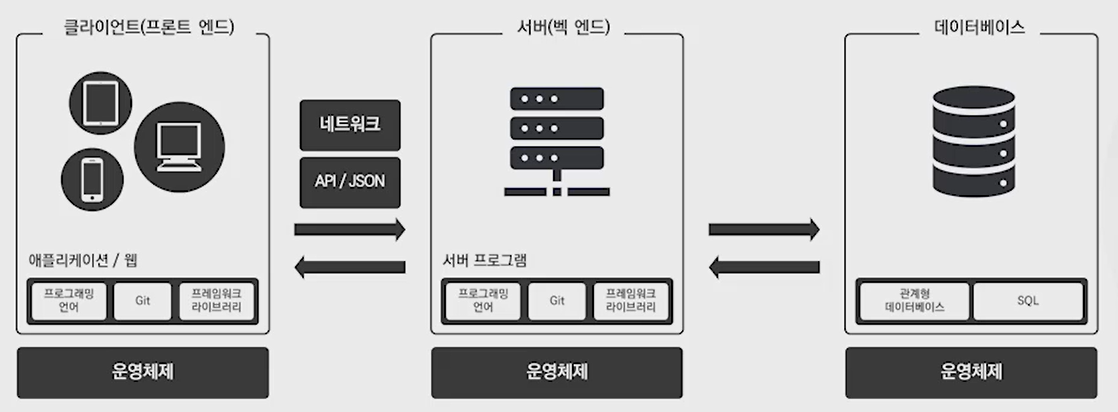 클라이언트(프론트 엔드)
애플리케이션 / 웹
프로그래밍
언어
Git
프레임워크
라이브러리
운영체제
네트워크
API / JSON
서버(벡 엔드)
서버 프로그램
프로그래밍
언어
Git
프레임워크
라이브러리
운영체제
데이터베이스
관계형
데이터베이스
SQL
운영체제